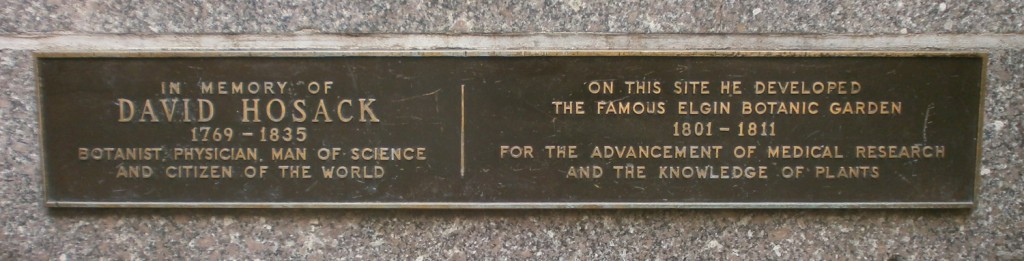 IN MEMORY OF
DAVID HOSACK
1769 - 1835
BOTANIST, PHYSICIAN, MAN OF SCIENCE
AND CITIZEN OF THE WORLD
ON THIS SITE HE DEVELOPED
THE FAMOUS ELGIN BOTANIC GARDEN
1801 - 1811
FOR THE ADVANCEMENT OF MEDICAL RESEARCH
AND THE KNOWLEDGE OF PLANTS